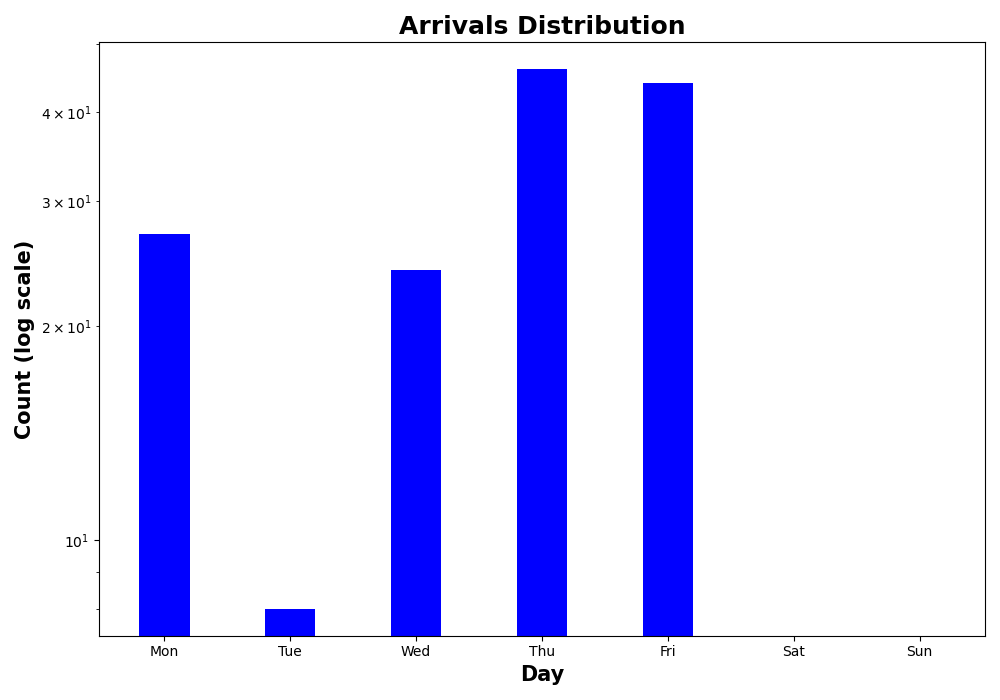 Arrivals Distribution
Count (log scale)
4 × 10¹
3 × 10¹
2 × 10¹
10¹
Mon Tue Wed Thu Fri Sat Sun
Day